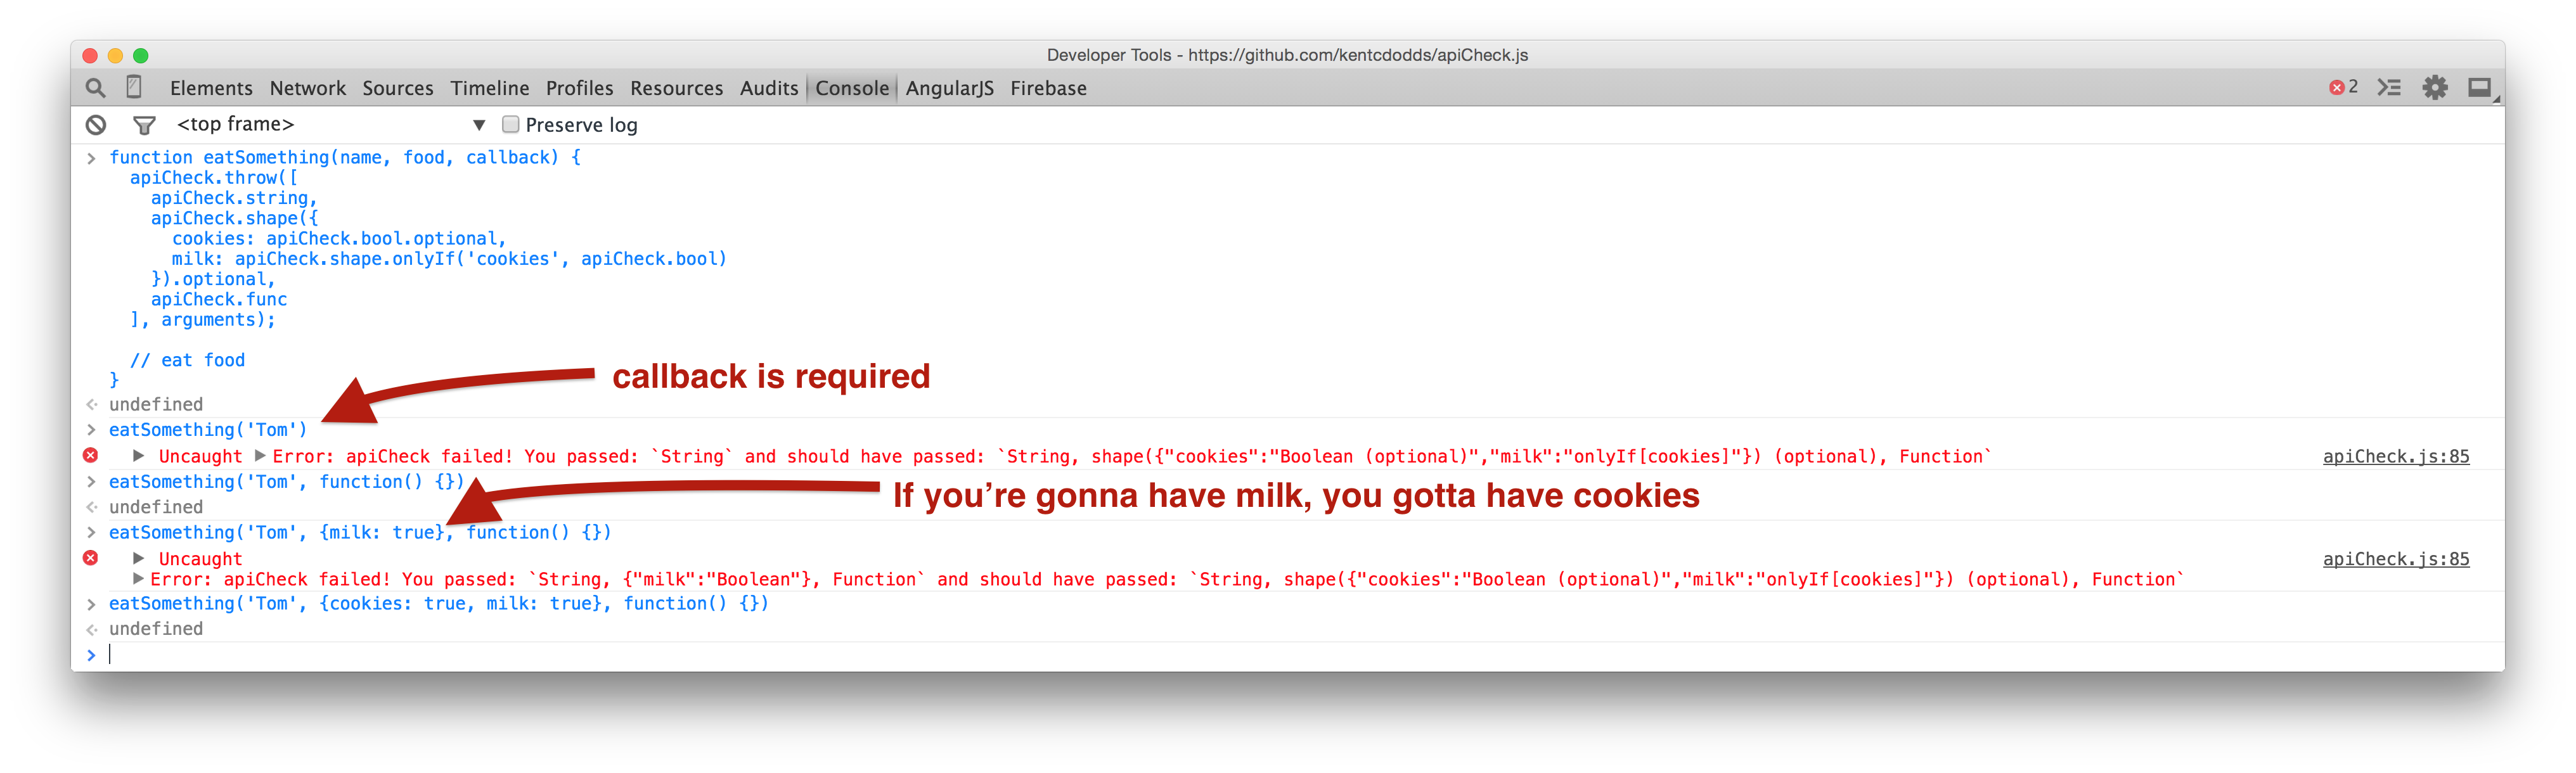 Developer Tools - https://github.com/kentcdodds/apiCheck.js
Elements Network Sources Timeline Profiles Resources Audits Console AngularJS Firebase 2
<top frame> ▼ Preserve log
> function eatSomething(name, food, callback) {
apiCheck.throw([
apiCheck.string,
apiCheck.shape({
cookies: apiCheck.bool.optional,
milk: apiCheck.shape.onlyIf('cookies', apiCheck.bool)
}).optional,
apiCheck.func
], arguments);
// eat food
}
callback is required
undefined
> eatSomething('Tom')
▶ Uncaught ▶ Error: apiCheck failed! You passed: `String` and should have passed: `String, shape({"cookies":"Boolean (optional)","milk":"onlyIf[cookies]"}) (optional), Function` apiCheck.js:85
> eatSomething('Tom', function() {})
If you’re gonna have milk, you gotta have cookies
undefined
> eatSomething('Tom', {milk: true}, function() {})
▶ Uncaught apiCheck.js:85
▶ Error: apiCheck failed! You passed: `String, {"milk":"Boolean"}, Function` and should have passed: `String, shape({"cookies":"Boolean (optional)","milk":"onlyIf[cookies]"}) (optional), Function`
> eatSomething('Tom', {cookies: true, milk: true}, function() {})
undefined
>